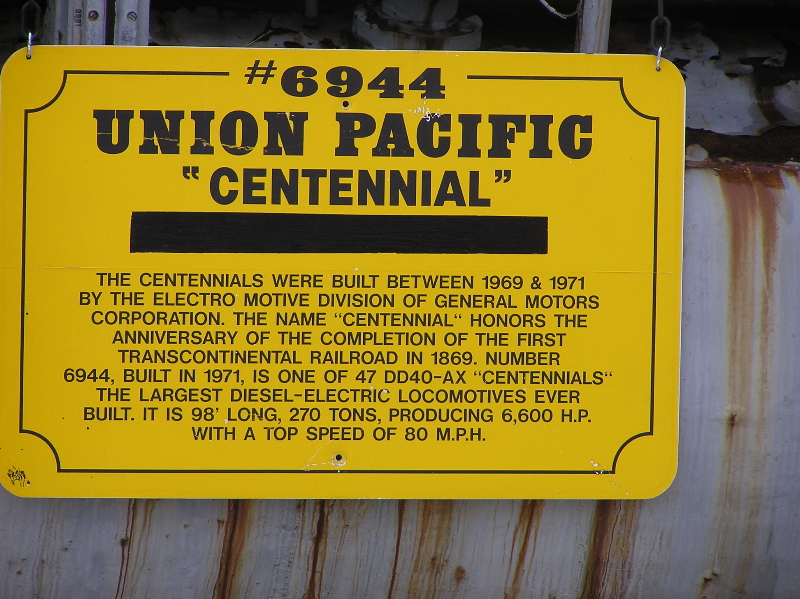 #6944
UNION PACIFIC
"CENTENNIAL"
THE CENTENNIALS WERE BUILT BETWEEN 1969 & 1971
BY THE ELECTRO MOTIVE DIVISION OF GENERAL MOTORS
CORPORATION. THE NAME "CENTENNIAL" HONORS THE
ANNIVERSARY OF THE COMPLETION OF THE FIRST
TRANSCONTINENTAL RAILROAD IN 1869. NUMBER
6944, BUILT IN 1971, IS ONE OF 47 DD40-AX "CENTENNIALS"
THE LARGEST DIESEL-ELECTRIC LOCOMOTIVES EVER
BUILT. IT IS 98' LONG, 270 TONS, PRODUCING 6,600 H.P.
WITH A TOP SPEED OF 80 M.P.H.